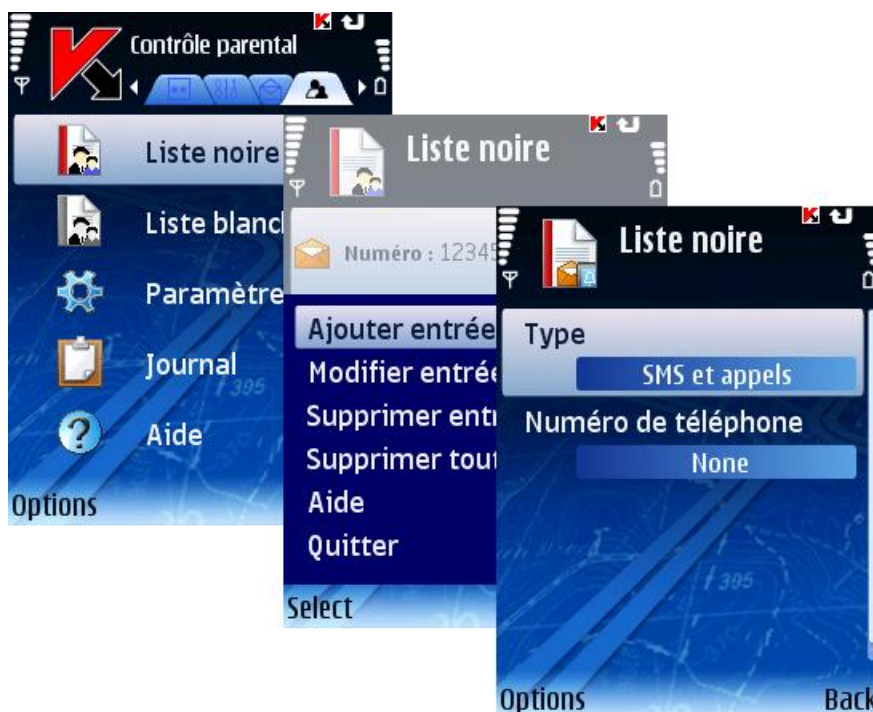 Contrôle parental
Liste noire
Liste blanc
Paramètre
Journal
Aide
Options
Liste noire
Numéro : 12345
Ajouter entrée
Modifier entrée
Supprimer entr
Supprimer tout
Aide
Quitter
Select
Liste noire
Type
SMS et appels
Numéro de téléphone
None
Options
Back